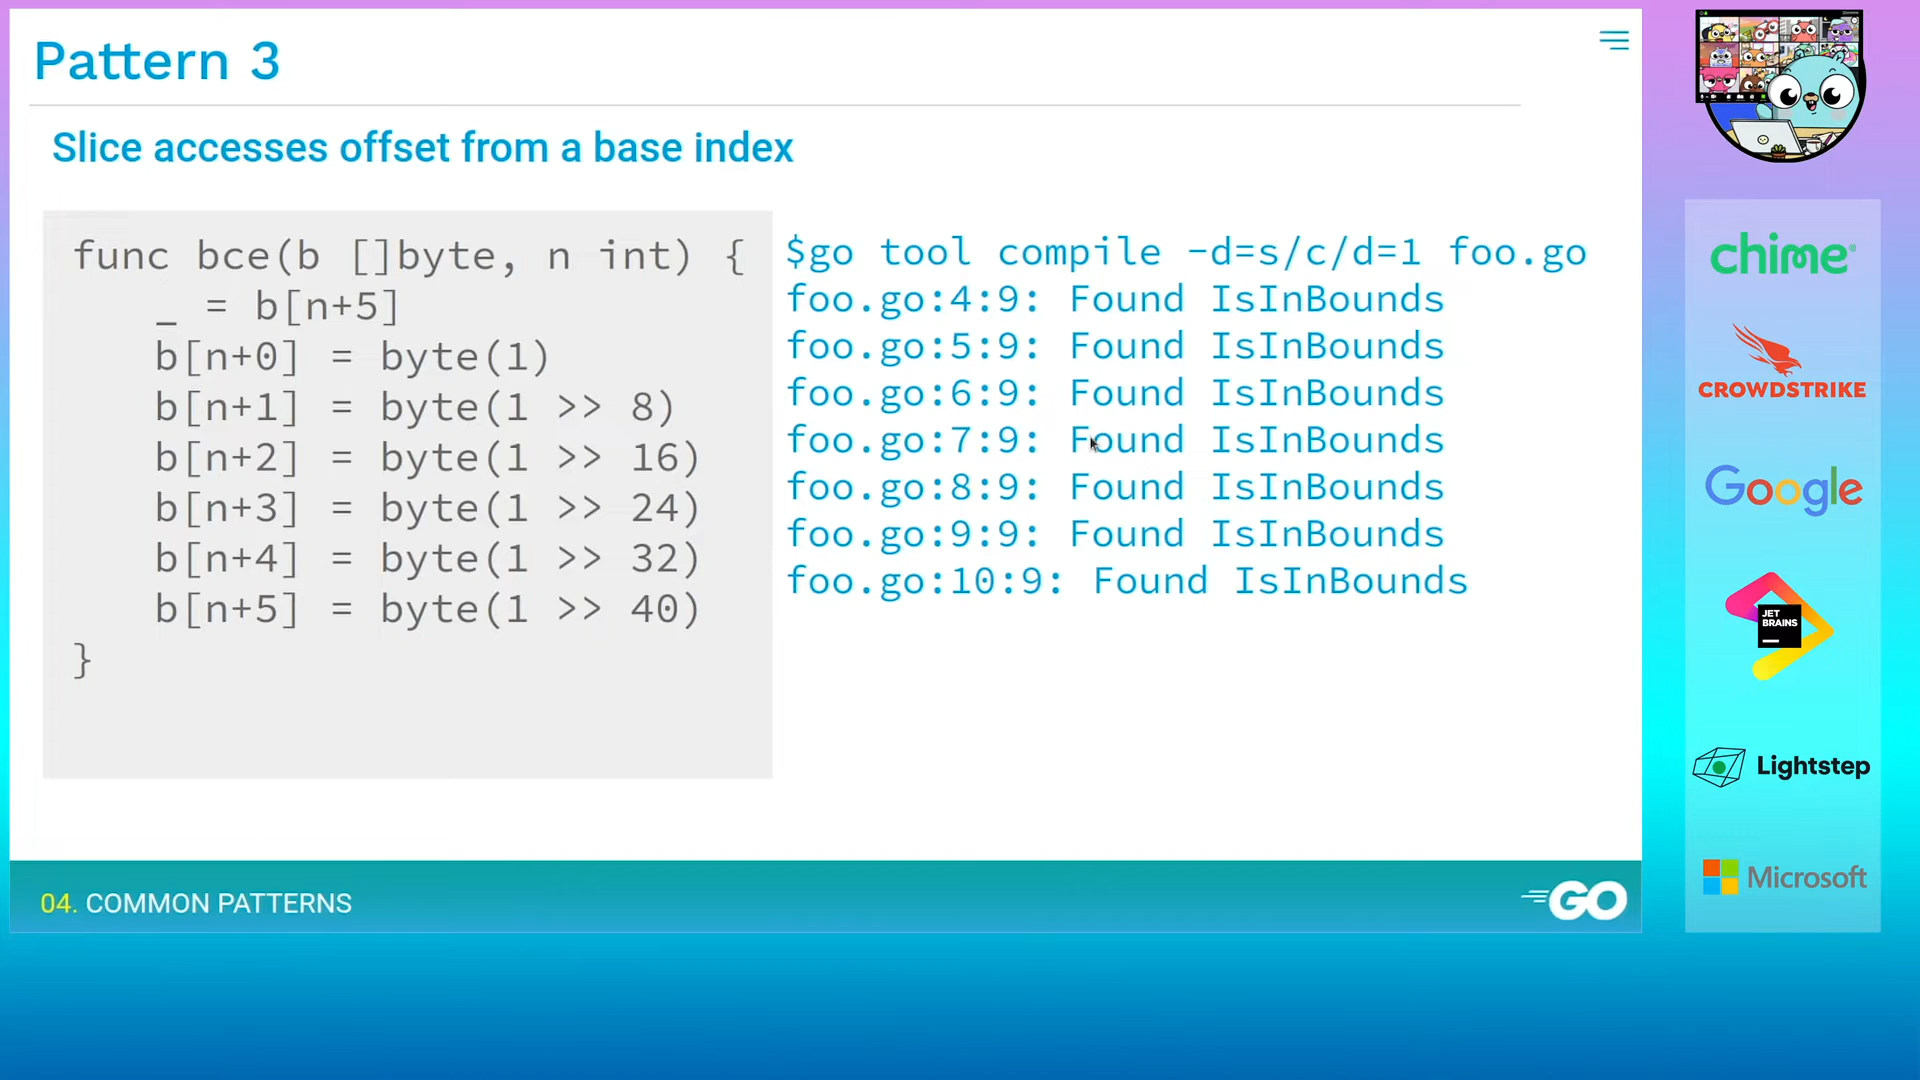 Pattern 3
Slice accesses offset from a base index
func bce(b []byte, n int) {
    _ = b[n+5]
    b[n+0] = byte(1)
    b[n+1] = byte(1 >> 8)
    b[n+2] = byte(1 >> 16)
    b[n+3] = byte(1 >> 24)
    b[n+4] = byte(1 >> 32)
    b[n+5] = byte(1 >> 40)
}
$go tool compile -d=s/c/d=1 foo.go
foo.go:4:9: Found IsInBounds
foo.go:5:9: Found IsInBounds
foo.go:6:9: Found IsInBounds
foo.go:7:9: Found IsInBounds
foo.go:8:9: Found IsInBounds
foo.go:9:9: Found IsInBounds
foo.go:10:9: Found IsInBounds
04. COMMON PATTERNS
GO
chime
CROWDSTRIKE
Google
JET
BRAINS
Lightstep
Microsoft